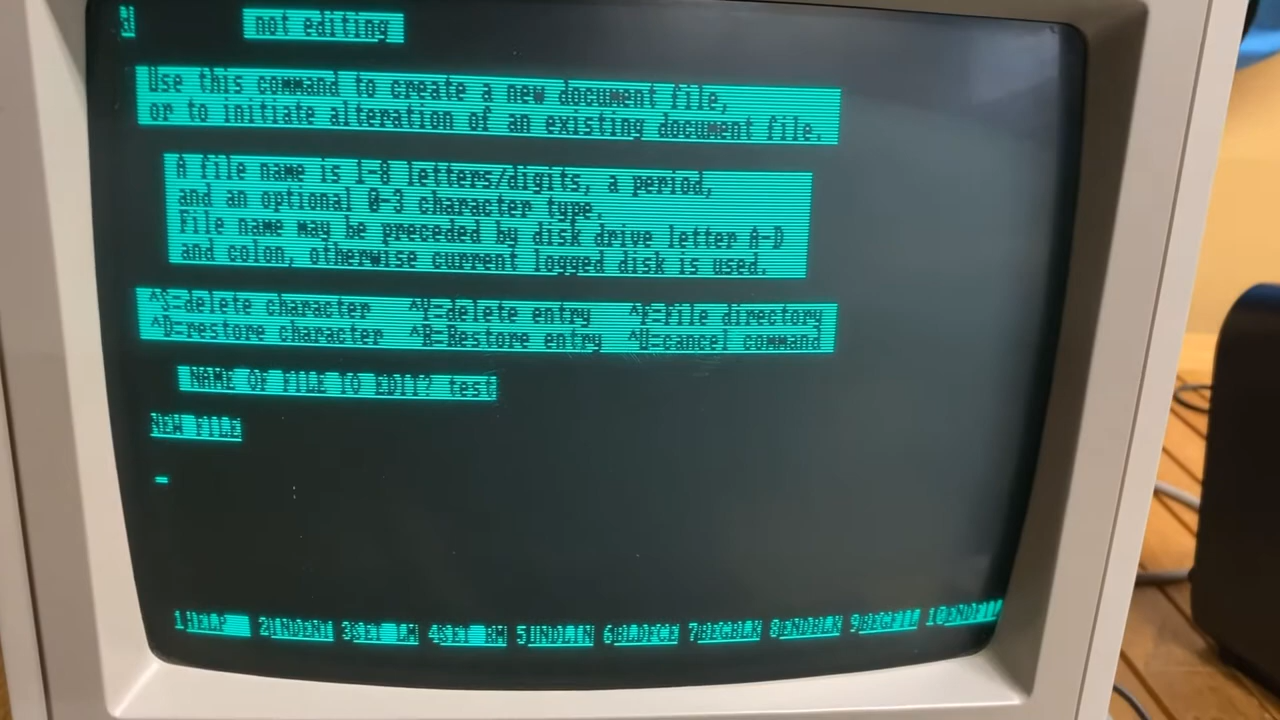 D not editing
Use this command to create a new document file,
or to initiate alteration of an existing document file.
A file name is 1-8 letters/digits, a period,
and an optional 0-3 character type.
File name may be preceded by disk drive letter A-D
and colon, otherwise current logged disk is used.
^S=delete character ^Y=delete entry ^F=File directory
^D=restore character ^R=Restore entry ^U=cancel command
NAME OF FILE TO EDIT? test
NEW FILE
1HELP 2INDENT 3SET LM 4SET RM 5UNDLIN 6BLDFCE 7BEGBLK 8ENDBLK 9BEGFIL 10ENDFIL